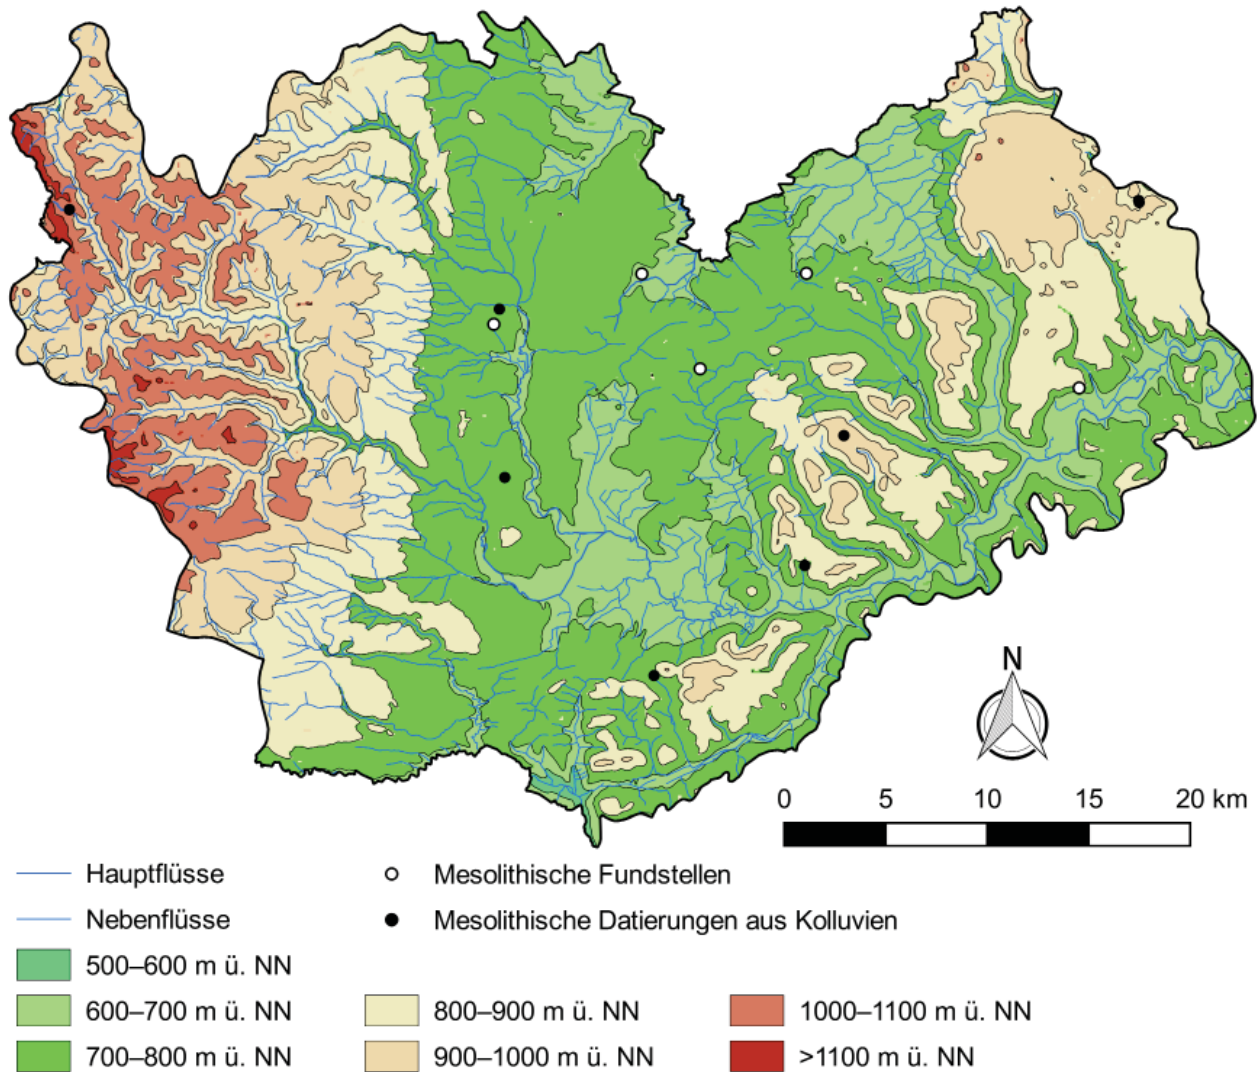 N
0 5 10 15 20 km
Hauptflüsse
Nebenflüsse
500–600 m ü. NN
600–700 m ü. NN
700–800 m ü. NN
Mesolithische Fundstellen
Mesolithische Datierungen aus Kolluvien
800–900 m ü. NN
900–1000 m ü. NN
1000–1100 m ü. NN
>1100 m ü. NN